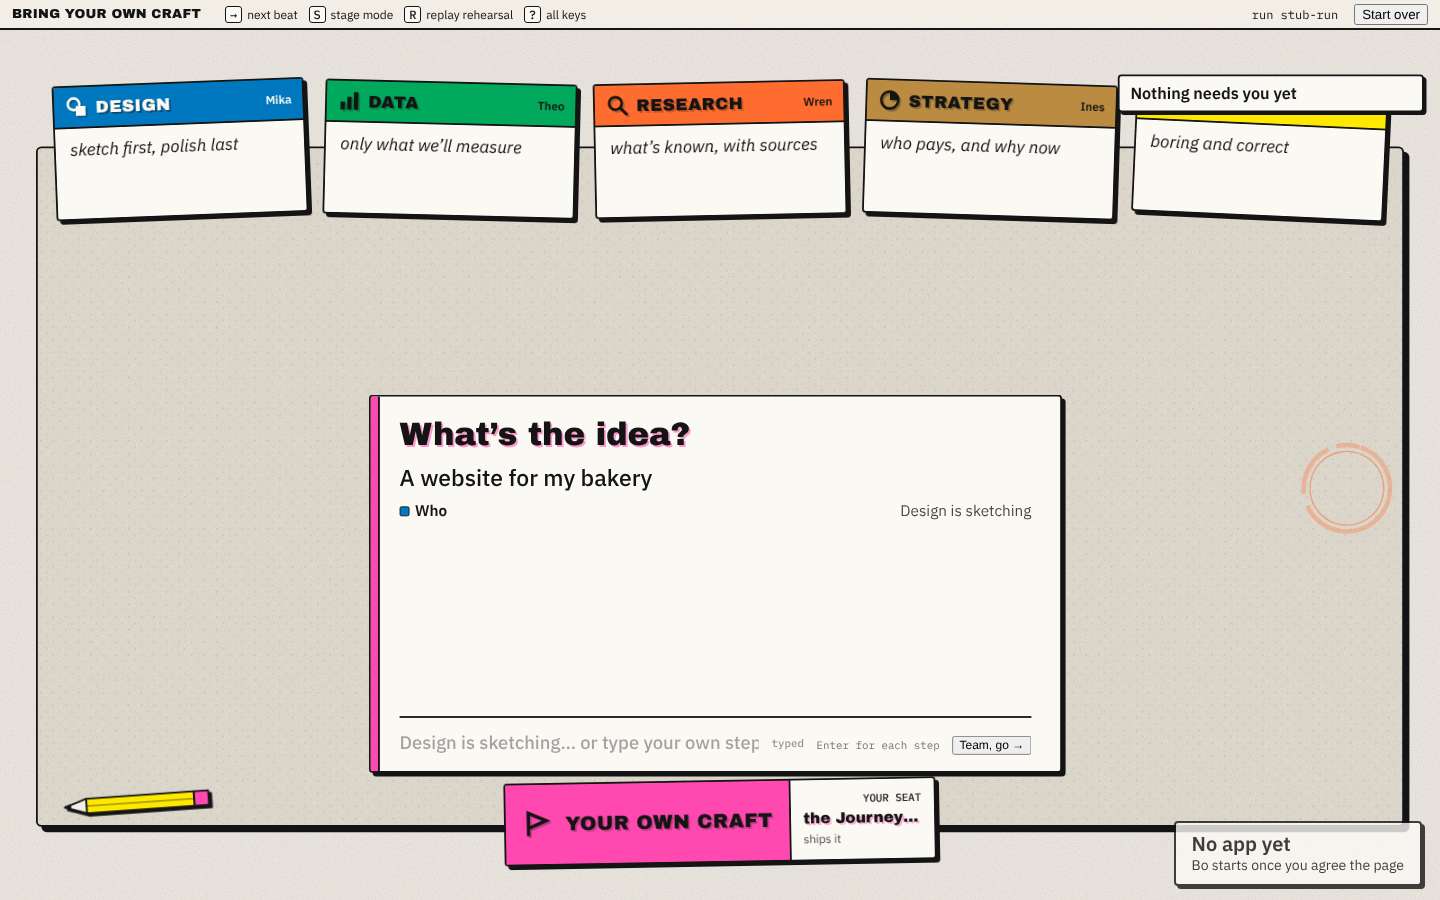 BRING YOUR OWN CRAFT → next beat S stage mode R replay rehearsal ? all keys run stub-run Start over
DESIGN Mika
sketch first, polish last
DATA Theo
only what we'll measure
RESEARCH Wren
what's known, with sources
STRATEGY Ines
who pays, and why now
Nothing needs you yet
boring and correct
What's the idea?
A website for my bakery
Who Design is sketching
Design is sketching... or type your own step typed Enter for each step Team, go →
YOUR OWN CRAFT
YOUR SEAT
the Journey...
ships it
No app yet
Bo starts once you agree the page